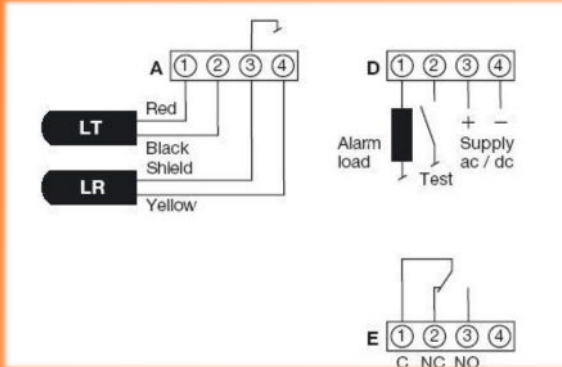 A 1 2 3 4
Red
LT
Black
Shield
LR
Yellow
D 1 2 3 4
+ −
Alarm load
Supply ac / dc
Test
E 1 2 3 4
C NC NO